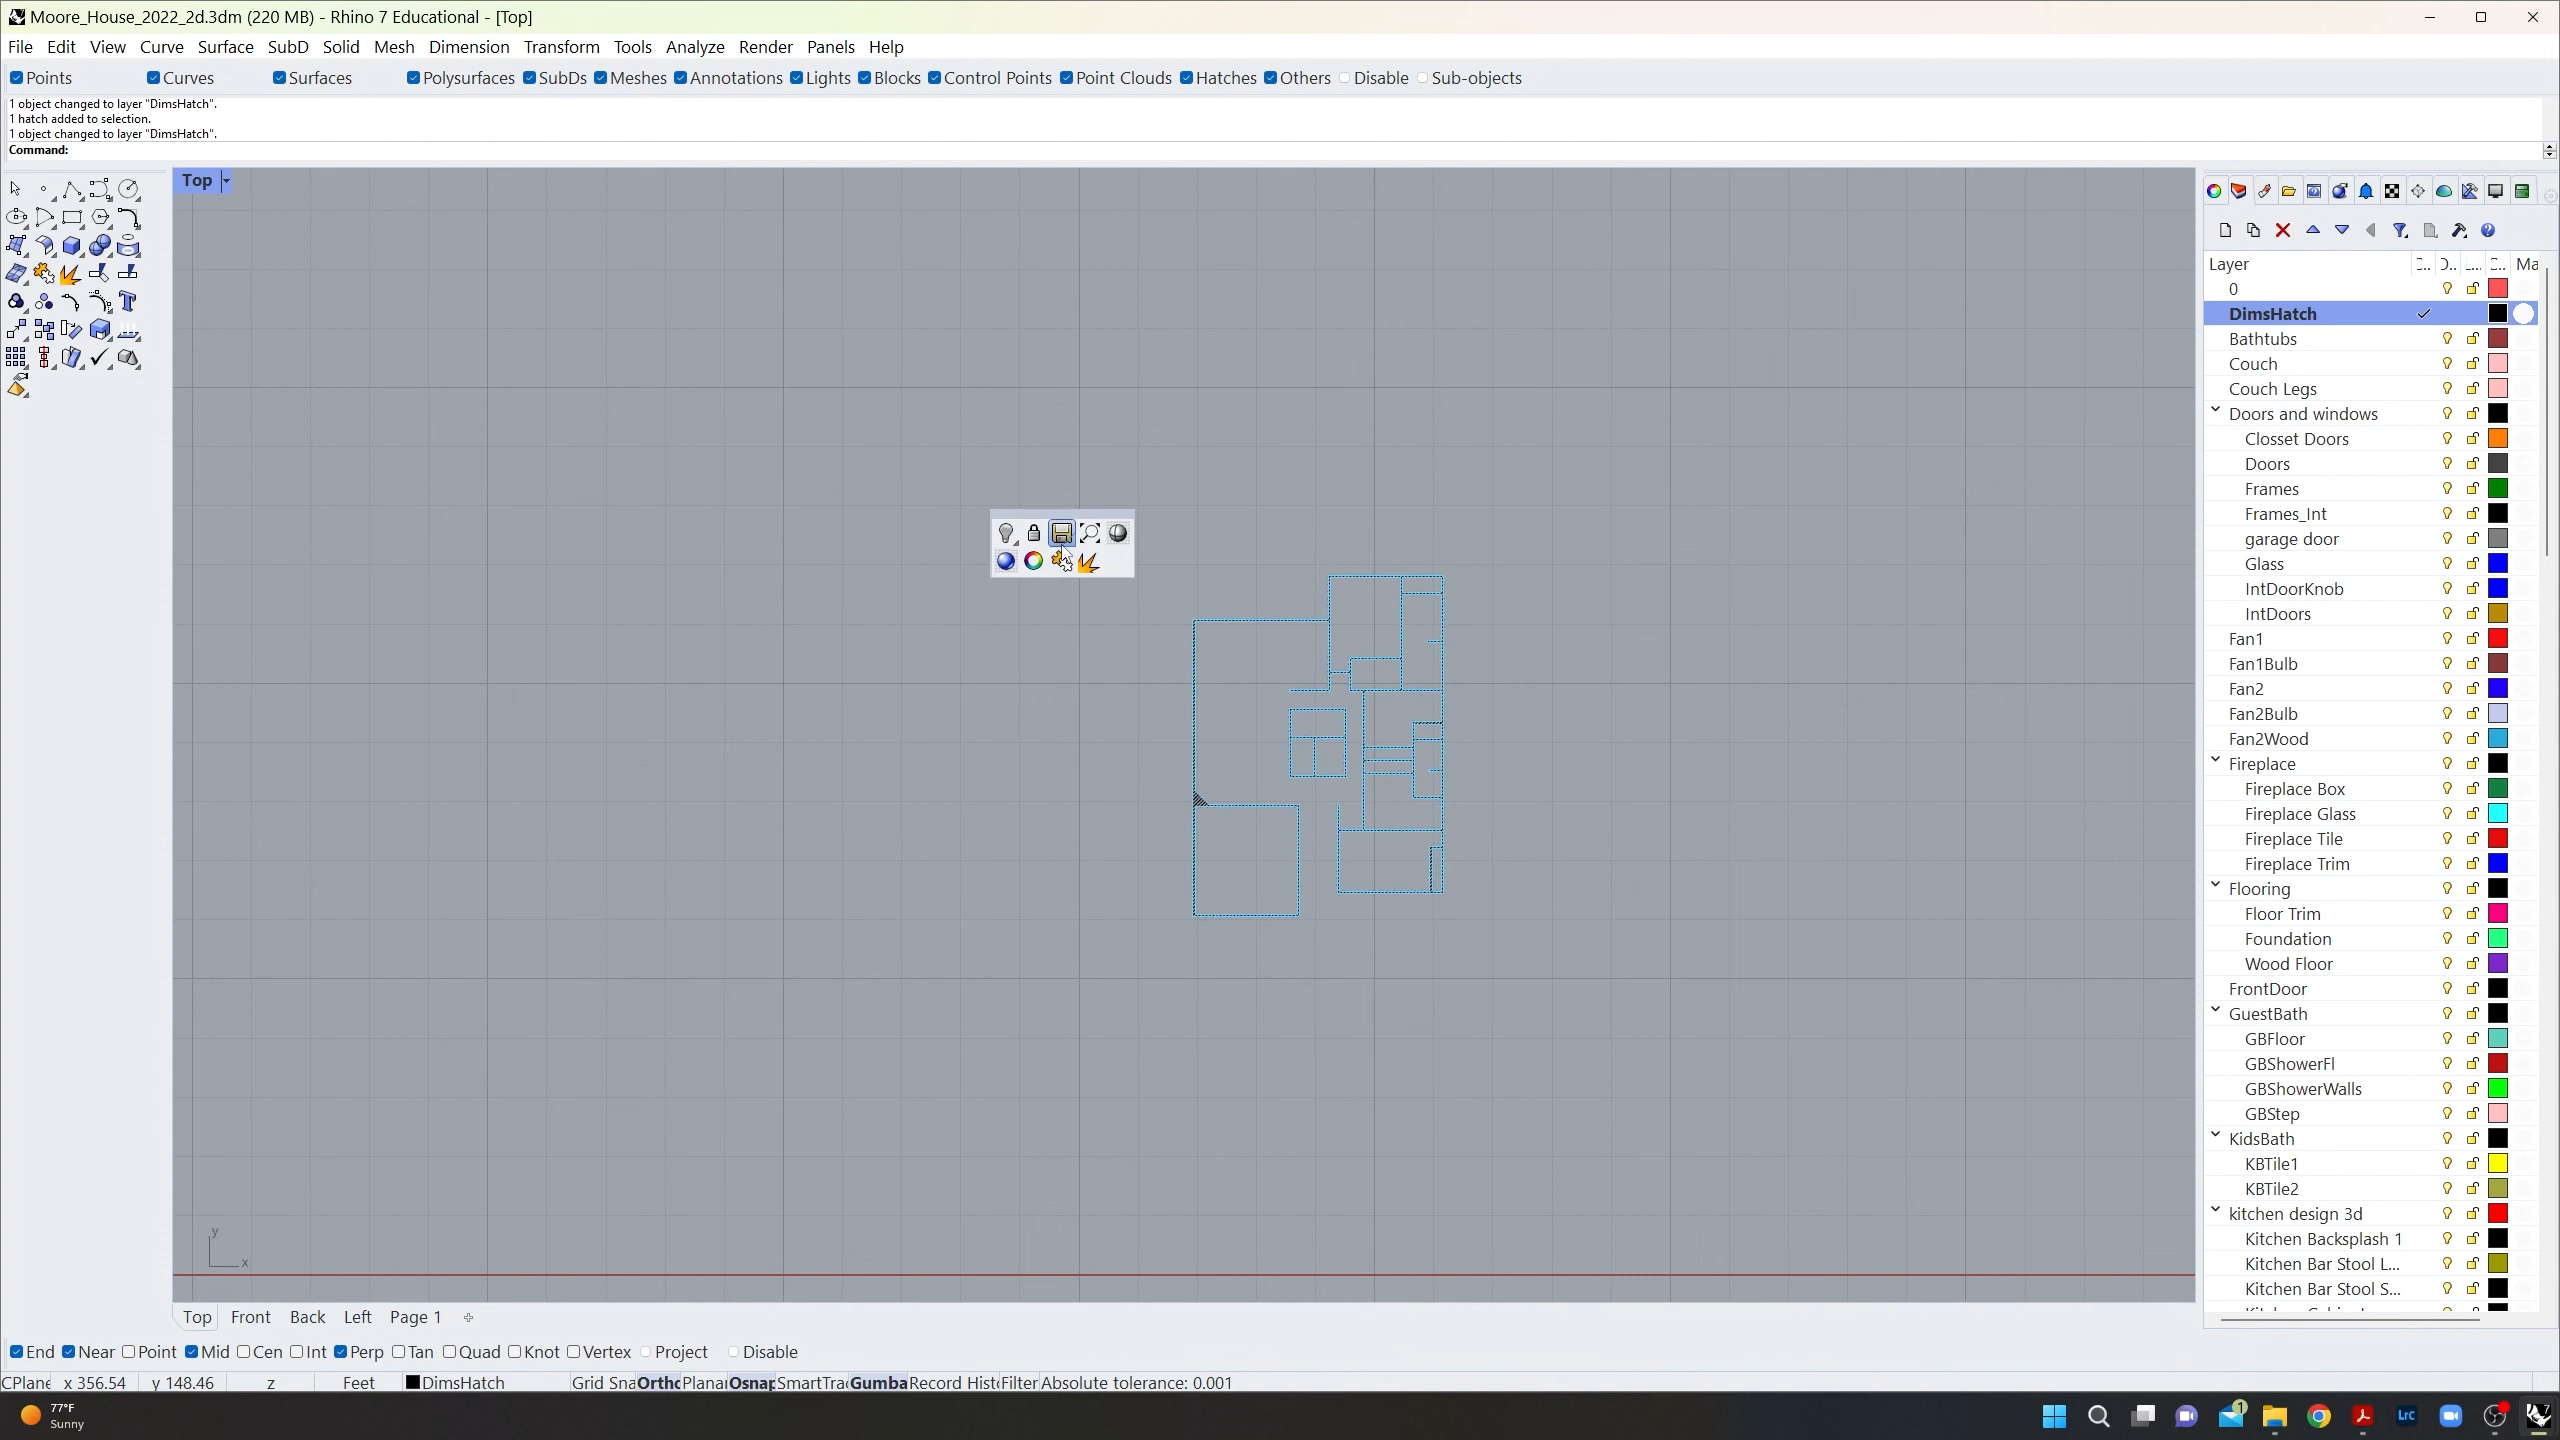 Moore_House_2022_2d.3dm (220 MB) - Rhino 7 Educational - [Top]
File Edit View Curve Surface SubD Solid Mesh Dimension Transform Tools Analyze Render Panels Help
Points Curves Surfaces Polysurfaces SubDs Meshes Annotations Lights Blocks Control Points Point Clouds Hatches Others Disable Sub-objects
1 object changed to layer "DimsHatch".
1 hatch added to selection.
1 object changed to layer "DimsHatch".
Command:
Top
Layer C.. L... Ma
0
DimsHatch
Bathtubs
Couch
Couch Legs
Doors and windows
Closset Doors
Doors
Frames
Frames_Int
garage door
Glass
IntDoorKnob
IntDoors
Fan1
Fan1Bulb
Fan2
Fan2Bulb
Fan2Wood
Fireplace
Fireplace Box
Fireplace Glass
Fireplace Tile
Fireplace Trim
Flooring
Floor Trim
Foundation
Wood Floor
FrontDoor
GuestBath
GBFloor
GBShowerFl
GBShowerWalls
GBStep
KidsBath
KBTile1
KBTile2
kitchen design 3d
Kitchen Backsplash 1
Kitchen Bar Stool L...
Kitchen Bar Stool S...
y
x
Top Front Back Left Page 1
End Near Point Mid Cen Int Perp Tan Quad Knot Vertex Project Disable
CPlane x 356.54 y 148.46 z Feet DimsHatch Grid Sna Ortho Planar Osnap SmartTra Gumba Record Histo Filter Absolute tolerance: 0.001
77°F
Sunny
1
Lrc